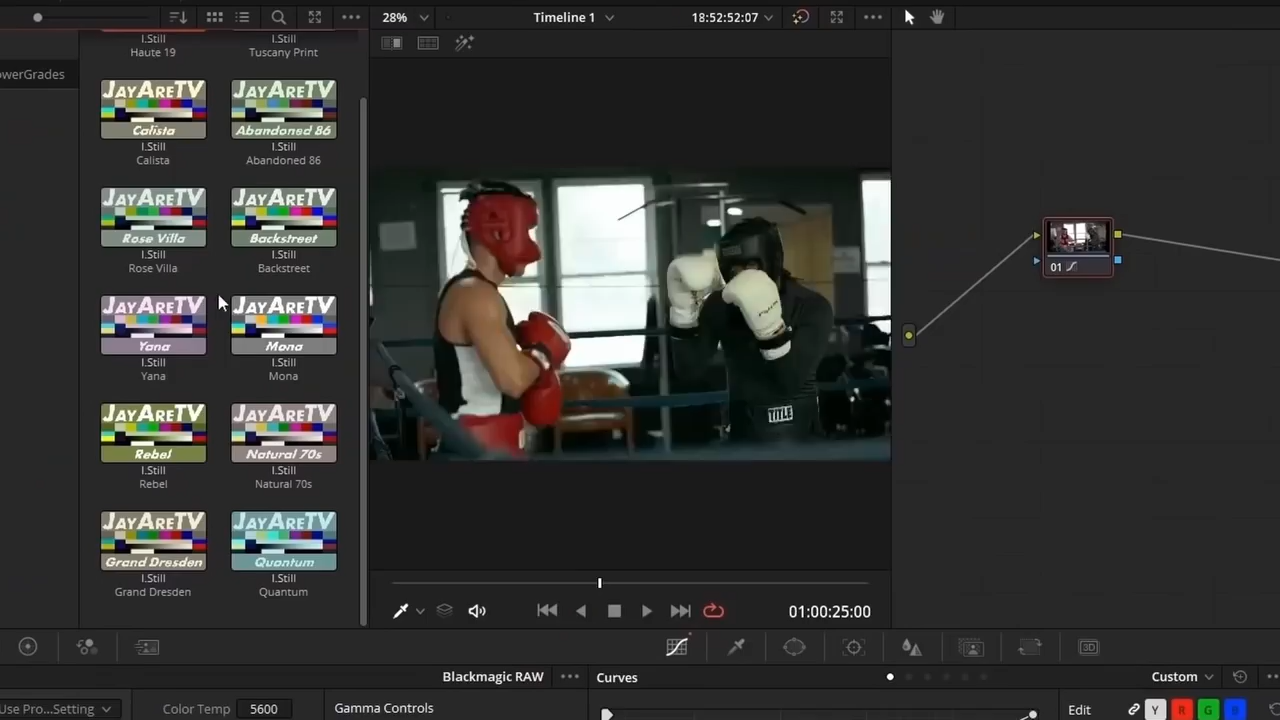 28%
Timeline 1
18:52:52:07
I.Still
I.Still
Haute 19
Tuscany Print
owerGrades
JAYARETV
JAYARETV
Calista
Abandoned 86
I.Still
I.Still
Calista
Abandoned 86
JAYARETV
JAYARETV
Rose Villa
Backstreet
I.Still
I.Still
Rose Villa
Backstreet
JAYARETV
JAYARETV
Yana
Mona
I.Still
I.Still
Yana
Mona
JAYARETV
JAYARETV
Rebel
Natural 70s
I.Still
I.Still
Rebel
Natural 70s
JAYARETV
JAYARETV
Grand Dresden
Quantum
I.Still
I.Still
Grand Dresden
Quantum
TITLE
01
01:00:25:00
3D
Blackmagic RAW
Curves
Custom
Use Pro...Setting
Color Temp
5600
Gamma Controls
Edit
Y
R
G
B